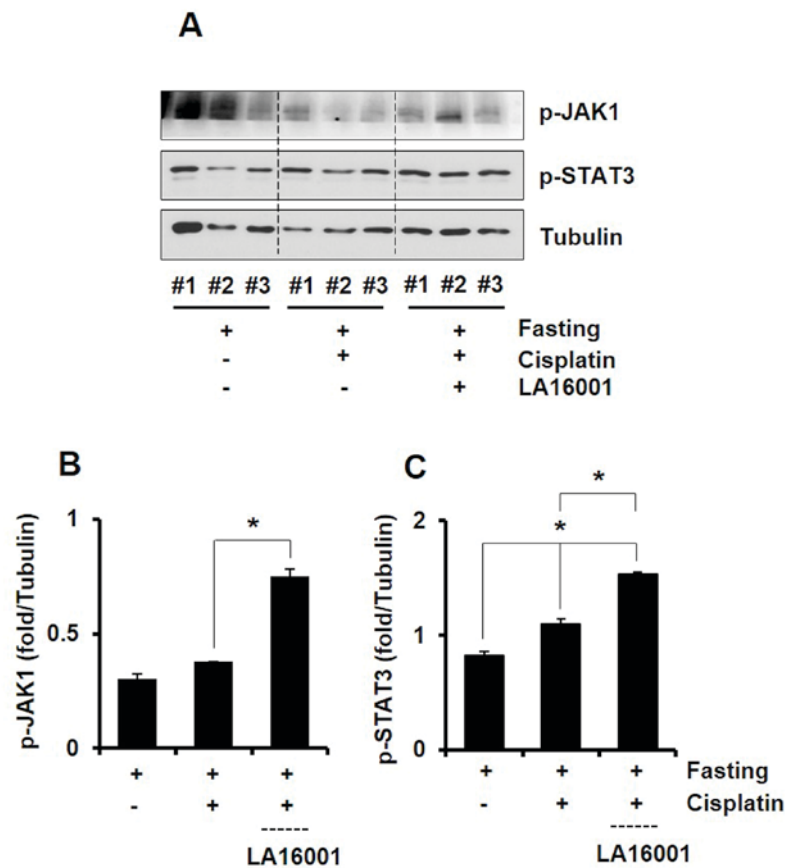 A
p-JAK1
p-STAT3
Tubulin
#1 #2 #3 #1 #2 #3 #1 #2 #3
+ + + Fasting
- + + Cisplatin
- - + LA16001
B
p-JAK1 (fold/Tubulin)
1
0.5
0
*
+ + +
- + +
LA16001
C
p-STAT3 (fold/Tubulin)
2
1
0
*
*
+ + + Fasting
- + + Cisplatin
LA16001